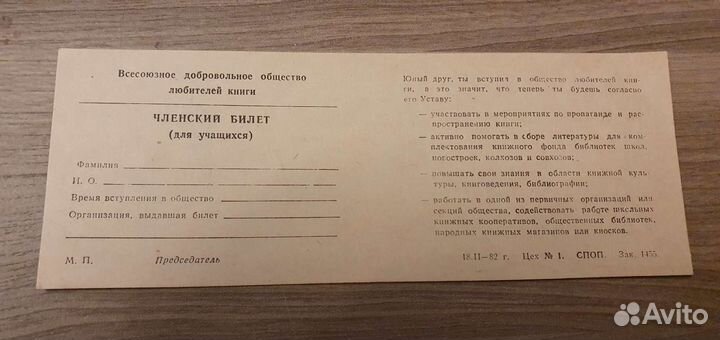 Всесоюзное добровольное общество
любителей книги
ЧЛЕНСКИЙ БИЛЕТ
(для учащихся)
Фамилия
И. О.
Время вступления в общество
Организация, выдавшая билет
М. П. Председатель
Юный друг, ты вступил в общество любителей кни-
ги, а это значит, что теперь ты будешь согласно
его Уставу:
— участвовать в мероприятиях по пропаганде и рас-
пространению книги;
— активно помогать в сборе литературы для ком-
плектования книжного фонда библиотек школ,
новостроек, колхозов и совхозов;
— повышать свои знания в области книжной куль-
туры, книговедения, библиографии;
— работать в одной из первичных организаций или
секций общества, содействовать работе школьных
книжных кооперативов, общественных библиотек,
народных книжных магазинов или киосков.
18.II—82 г. Цех № 1. СПОП. Зак. 1455.
Avito